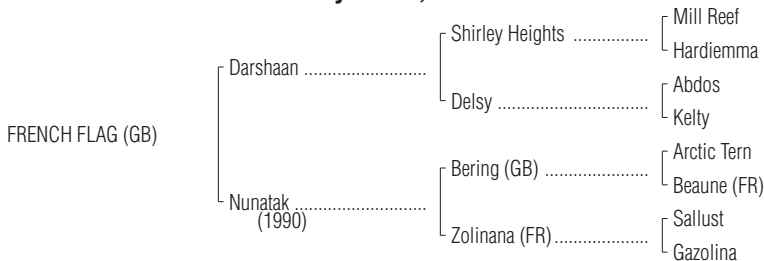 Mill Reef
Shirley Heights ................
Hardiemma
Darshaan ..........................
Abdos
Delsy ................................
Kelty
FRENCH FLAG (GB)
Arctic Tern
Bering (GB) ......................
Beaune (FR)
Nunatak ............................
(1990)
Sallust
Zolinana (FR)....................
Gazolina